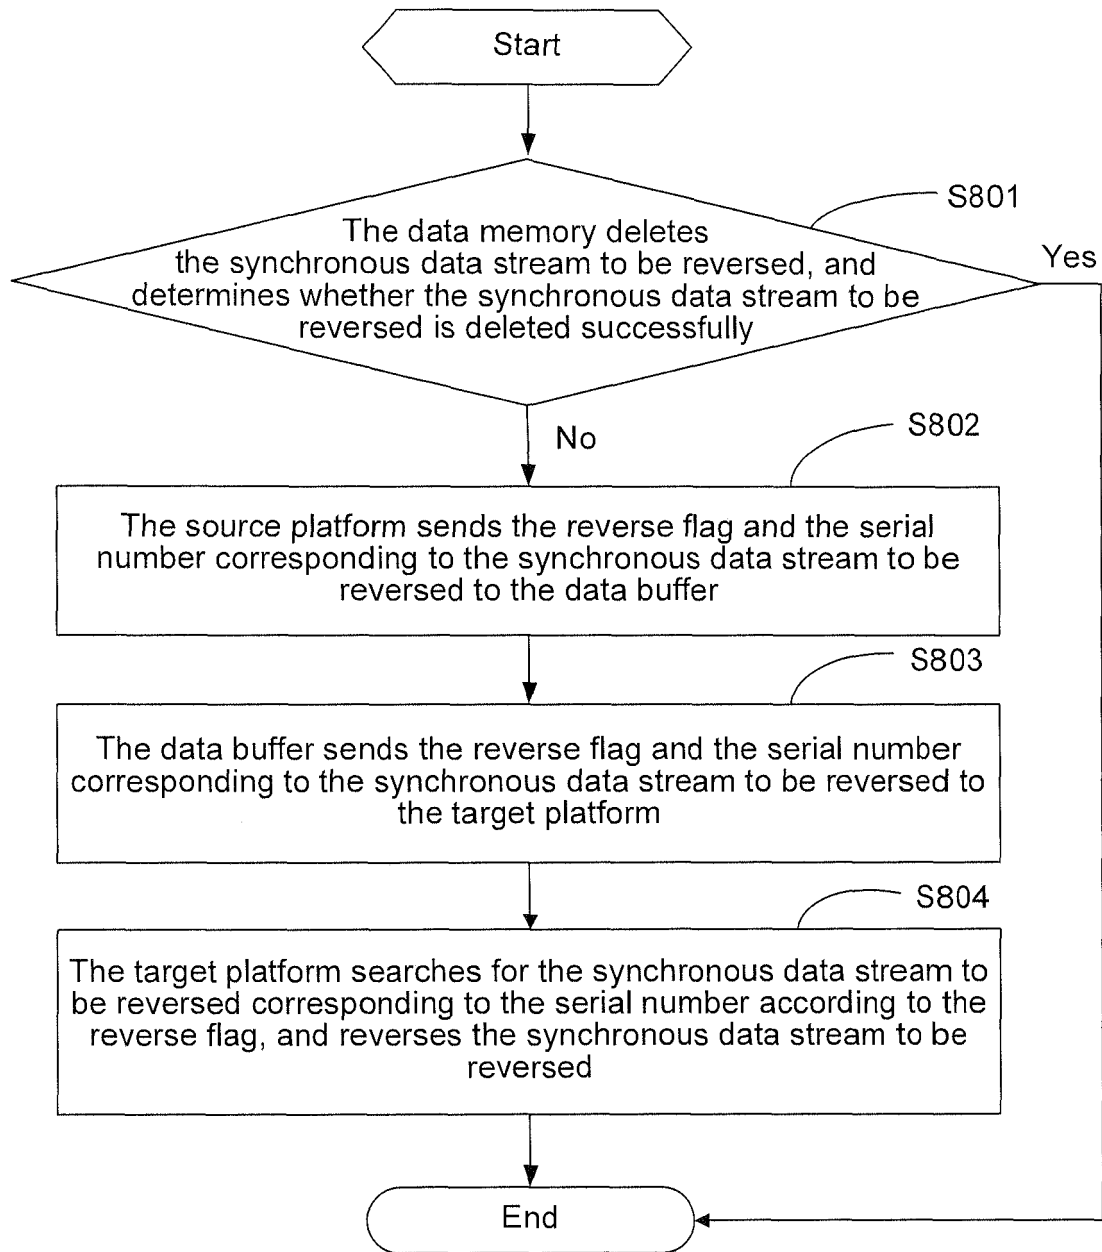 Start
S801
The data memory deletes
the synchronous data stream to be reversed, and
determines whether the synchronous data stream to be
reversed is deleted successfully
Yes
No
S802
The source platform sends the reverse flag and the serial
number corresponding to the synchronous data stream to be
reversed to the data buffer
S803
The data buffer sends the reverse flag and the serial number
corresponding to the synchronous data stream to be reversed to
the target platform
S804
The target platform searches for the synchronous data stream to
be reversed corresponding to the serial number according to the
reverse flag, and reverses the synchronous data stream to be
reversed
End